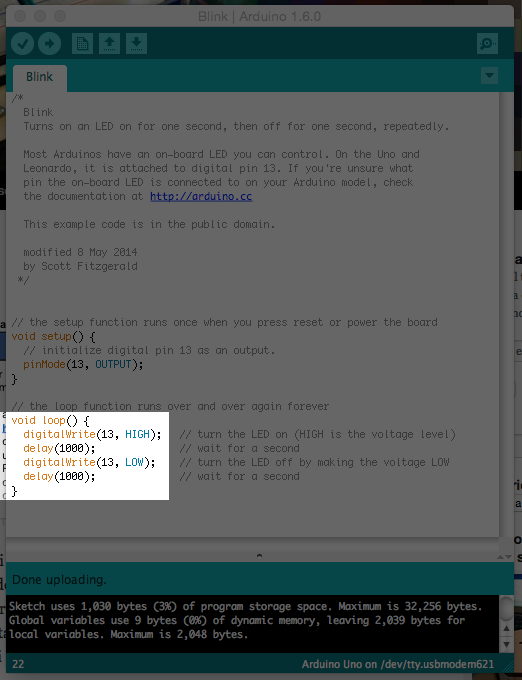 Blink | Arduino 1.6.0
Blink
/*
Blink
Turns on an LED on for one second, then off for one second, repeatedly.
Most Arduinos have an on-board LED you can control. On the Uno and
Leonardo, it is attached to digital pin 13. If you're unsure what
pin the on-board LED is connected to on your Arduino model, check
the documentation at http://arduino.cc
This example code is in the public domain.
modified 8 May 2014
by Scott Fitzgerald
*/
// the setup function runs once when you press reset or power the board
void setup() {
// initialize digital pin 13 as an output.
pinMode(13, OUTPUT);
}
// the loop function runs over and over again forever
void loop() {
digitalWrite(13, HIGH);   // turn the LED on (HIGH is the voltage level)
delay(1000);              // wait for a second
digitalWrite(13, LOW);    // turn the LED off by making the voltage LOW
delay(1000);              // wait for a second
}
Done uploading.
Sketch uses 1,030 bytes (3%) of program storage space. Maximum is 32,256 bytes.
Global variables use 9 bytes (0%) of dynamic memory, leaving 2,039 bytes for
local variables. Maximum is 2,048 bytes.
22 Arduino Uno on /dev/tty.usbmodem621